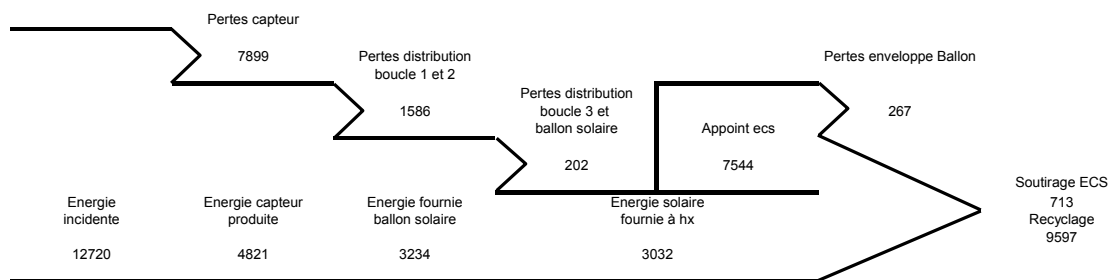 Pertes capteur
7899
Pertes distribution
boucle 1 et 2
1586
Pertes distribution
boucle 3 et
ballon solaire
202
Appoint ecs
7544
Pertes enveloppe Ballon
267
Energie
incidente
12720
Energie capteur
produite
4821
Energie fournie
ballon solaire
3234
Energie solaire
fournie à hx
3032
Soutirage ECS
713
Recyclage
9597